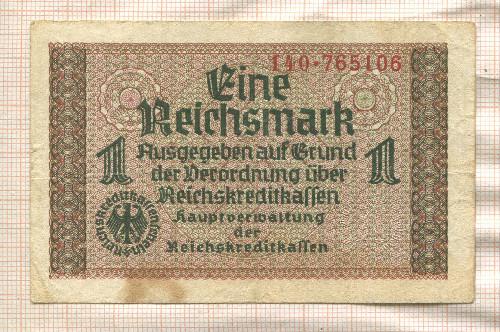 140·765106
Eine
Reichsmark
1 Ausgegeben auf Grund 1
der Verordnung über
Reichskreditkassen
Hauptverwaltung
der
Reichskreditkassen